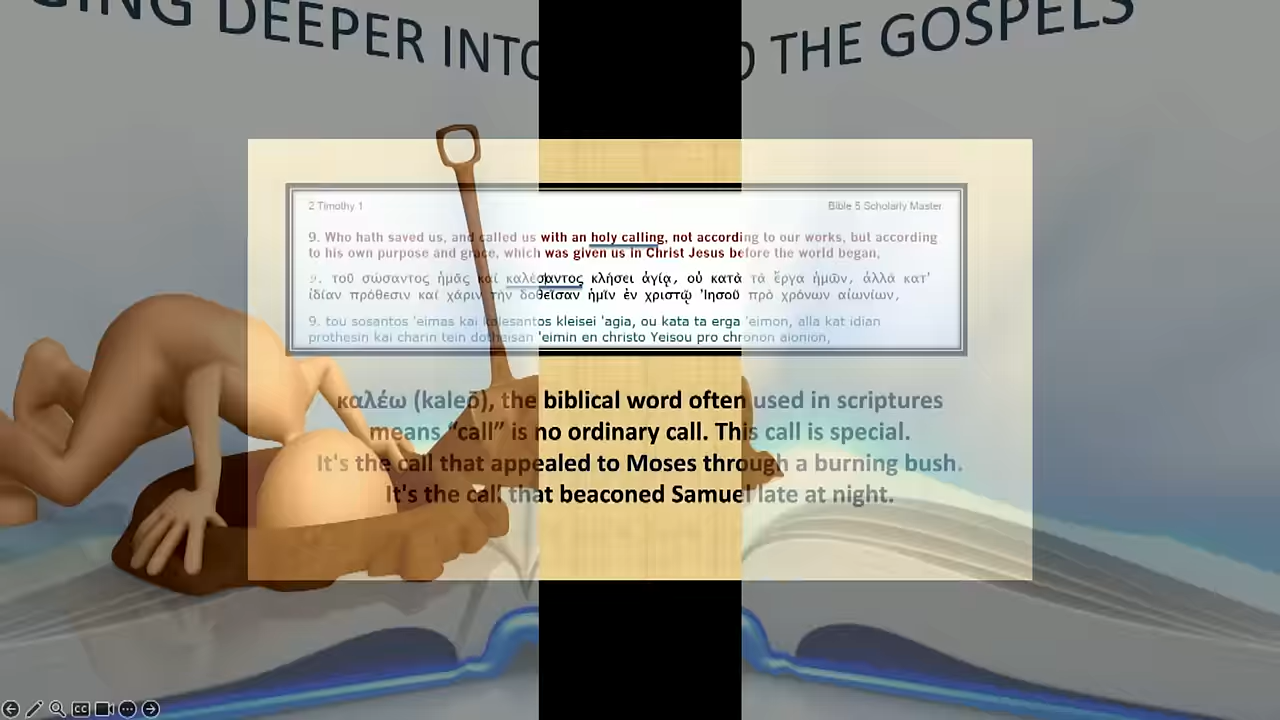 GING DEEPER INTO
O THE GOSPELS
2 Timothy 1
Bible 5 Scholarly Master
9. Who hath saved us, and called us with an holy calling, not according to our works, but according
to his own purpose and grace, which was given us in Christ Jesus before the world began,
9. τοῦ σώσαντος ἡμᾶς καὶ καλέσαντος κλήσει ἁγίᾳ, οὐ κατὰ τὰ ἔργα ἡμῶν, ἀλλὰ κατ'
ἰδίαν πρόθεσιν καὶ χάριν τὴν δοθεῖσαν ἡμῖν ἐν χριστῷ Ἰησοῦ πρὸ χρόνων αἰωνίων,
9. tou sosantos 'eimas kai kalesantos kleisei 'agia, ou kata ta erga 'eimon, alla kat idian
prothesin kai charin tein dotheisan 'eimin en christo Yeisou pro chronon aionion,
καλέω (kaleō), the biblical word often used in scriptures
means “call” is no ordinary call. This call is special.
It's the call that appealed to Moses through a burning bush.
It's the call that beaconed Samuel late at night.
CC